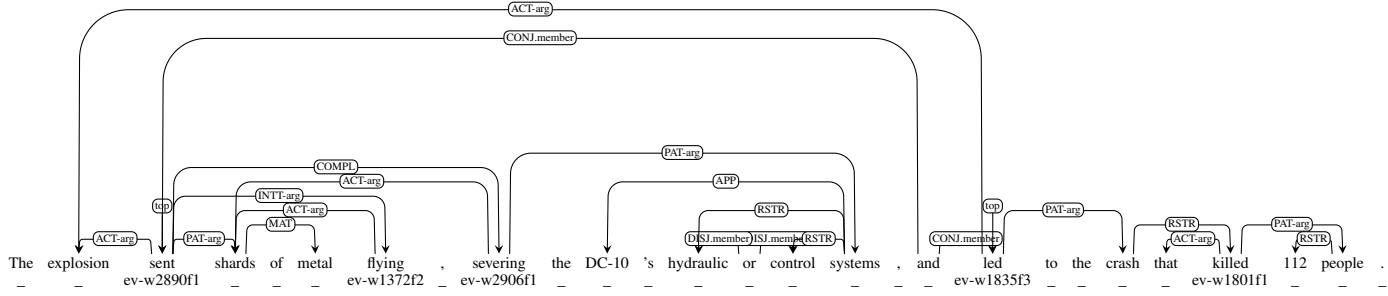 ACT-arg
CONJ.member
PAT-arg
COMPL
ACT-arg
APP
INTT-arg
top
top
ACT-arg
RSTR
PAT-arg
MAT
RSTR
PAT-arg
ACT-arg
PAT-arg
DISJ.member
RSTR
CONJ.member
ACT-arg
RSTR
The explosion sent shards of metal flying , severing the DC-10 's hydraulic or control systems , and led to the crash that killed 112 people .
_ _ ev-w2890f1 _ _ _ ev-w1372f2 _ ev-w2906f1 _ _ _ _ _ _ _ _ _ ev-w1835f3 _ _ _ _ ev-w1801f1 _ _ _